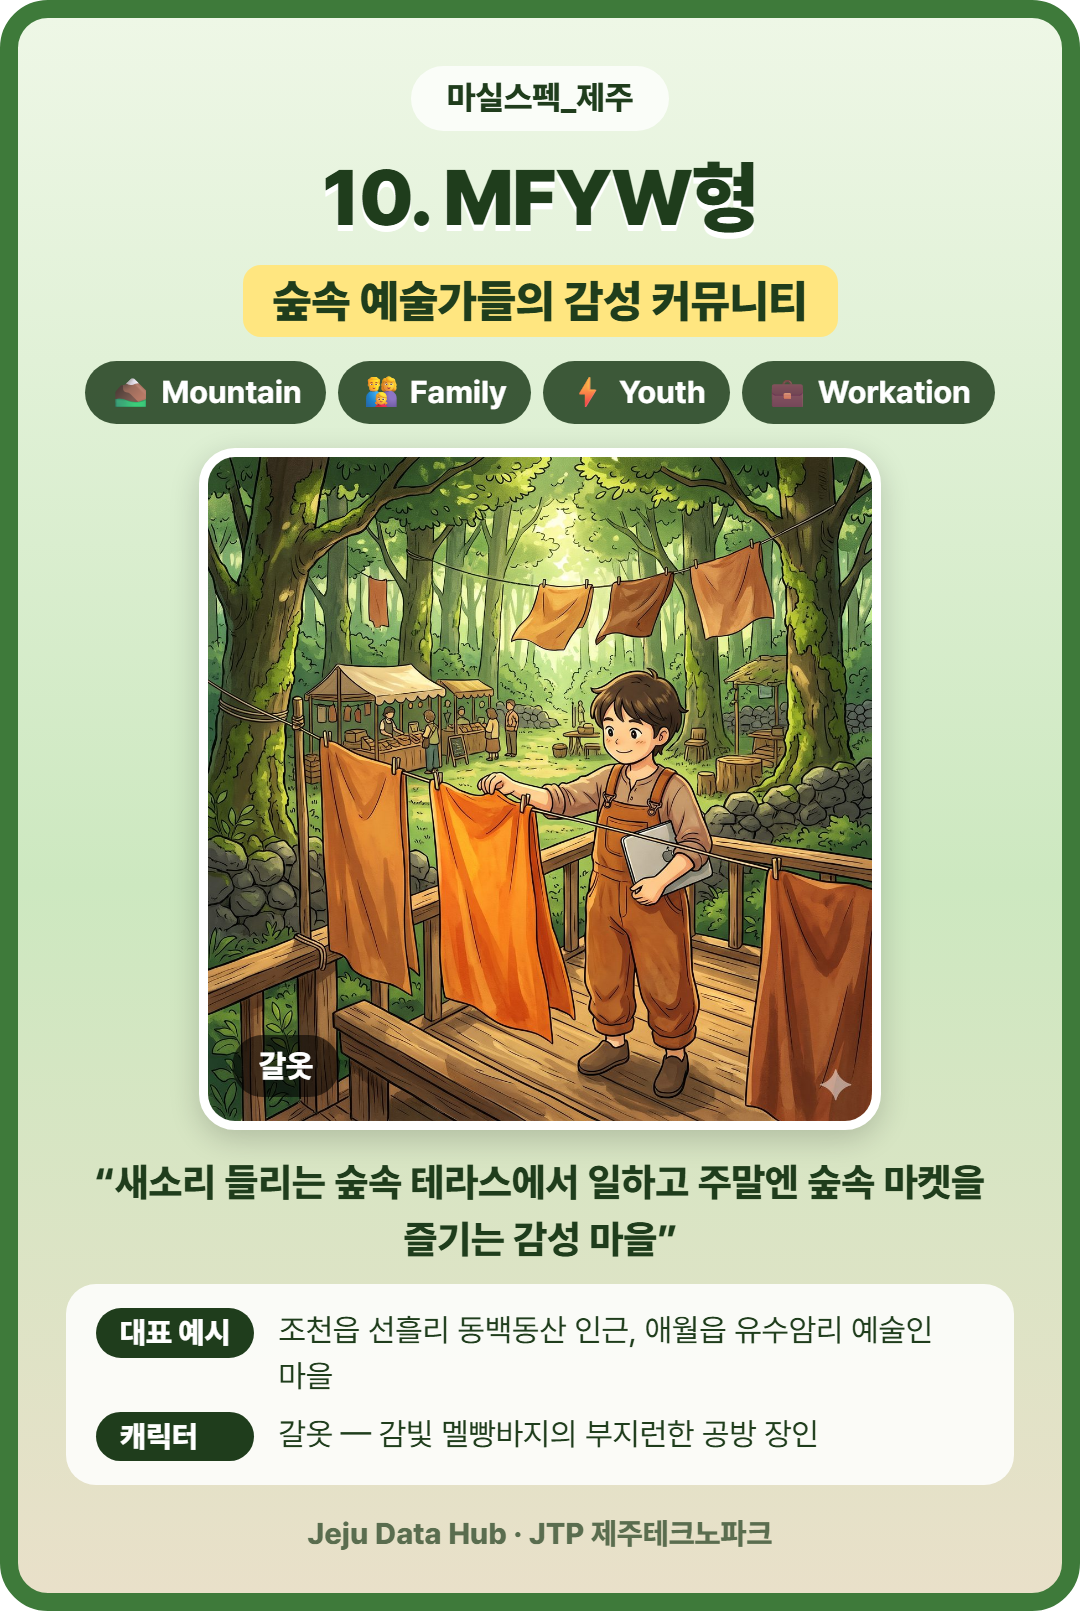 마실스펙_제주
10. MFYW형
숲속 예술가들의 감성 커뮤니티
Mountain
Family
Youth
Workation
갈옷
“새소리 들리는 숲속 테라스에서 일하고 주말엔 숲속 마켓을
즐기는 감성 마을”
대표 예시 조천읍 선흘리 동백동산 인근, 애월읍 유수암리 예술인
마을
캐릭터 갈옷 — 감빛 멜빵바지의 부지런한 공방 장인
Jeju Data Hub · JTP 제주테크노파크